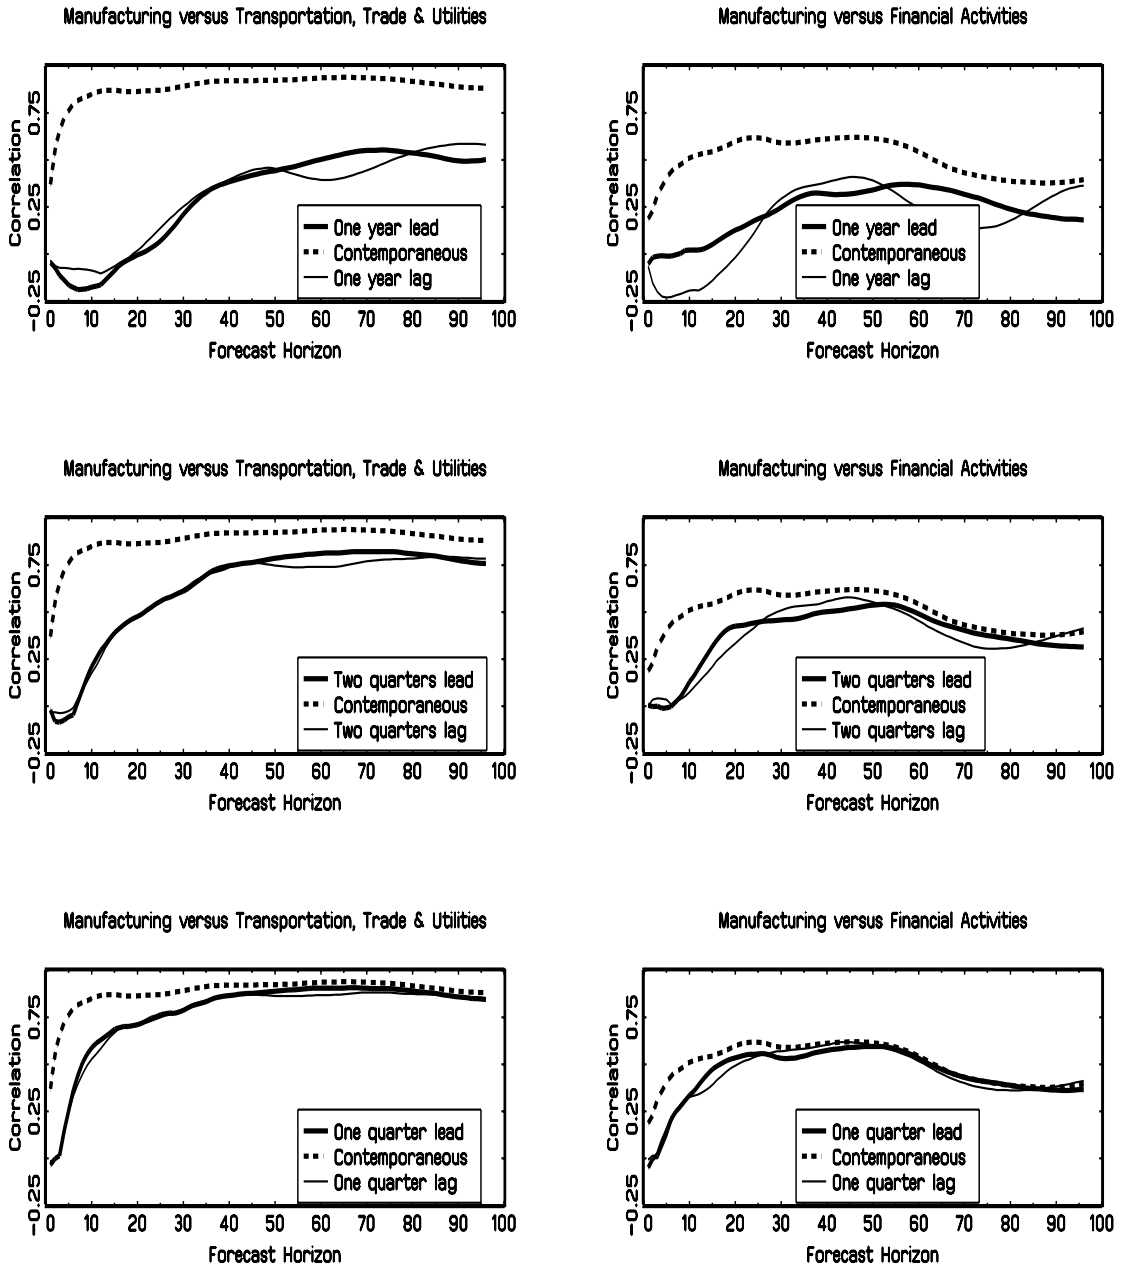 Manufacturing versus Transportation, Trade & Utilities
Correlation
-0.25 0.25 0.75
0 10 20 30 40 50 60 70 80 90 100
Forecast Horizon
One year lead
Contemporaneous
One year lag
Manufacturing versus Financial Activities
Correlation
-0.25 0.25 0.75
0 10 20 30 40 50 60 70 80 90 100
Forecast Horizon
One year lead
Contemporaneous
One year lag
Manufacturing versus Transportation, Trade & Utilities
Correlation
-0.25 0.25 0.75
0 10 20 30 40 50 60 70 80 90 100
Forecast Horizon
Two quarters lead
Contemporaneous
Two quarters lag
Manufacturing versus Financial Activities
Correlation
-0.25 0.25 0.75
0 10 20 30 40 50 60 70 80 90 100
Forecast Horizon
Two quarters lead
Contemporaneous
Two quarters lag
Manufacturing versus Transportation, Trade & Utilities
Correlation
-0.25 0.25 0.75
0 10 20 30 40 50 60 70 80 90 100
Forecast Horizon
One quarter lead
Contemporaneous
One quarter lag
Manufacturing versus Financial Activities
Correlation
-0.25 0.25 0.75
0 10 20 30 40 50 60 70 80 90 100
Forecast Horizon
One quarter lead
Contemporaneous
One quarter lag